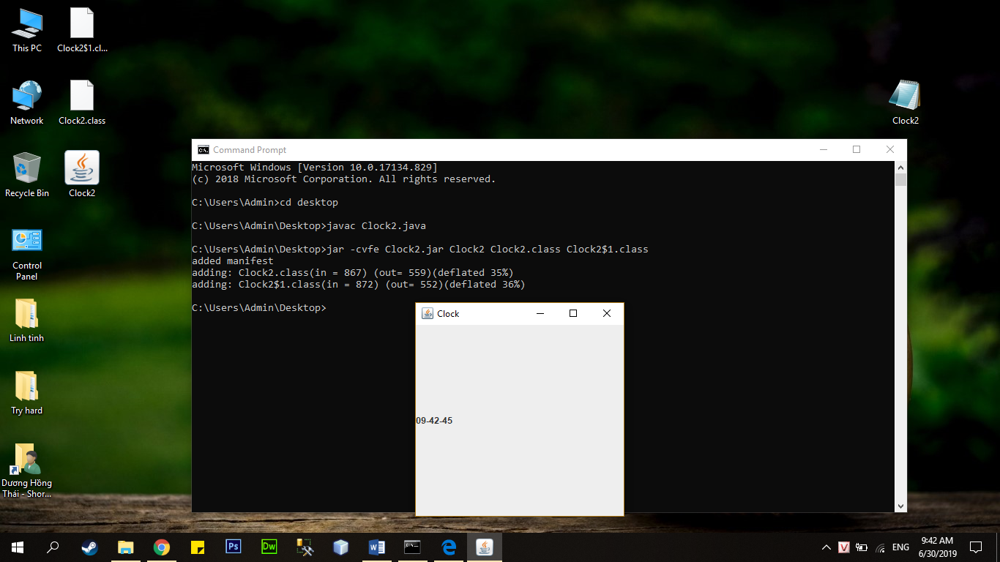 This PC
Clock2$1.cl...
Network
Clock2.class
Clock2
Recycle Bin
Clock2
Control
Panel
Linh tinh
Try hard
Dương Hồng
Thái - Shor...
Command Prompt
Microsoft Windows [Version 10.0.17134.829]
(c) 2018 Microsoft Corporation. All rights reserved.
C:\Users\Admin>cd desktop
C:\Users\Admin\Desktop>javac Clock2.java
C:\Users\Admin\Desktop>jar -cvfe Clock2.jar Clock2 Clock2.class Clock2$1.class
added manifest
adding: Clock2.class(in = 867) (out= 559)(deflated 35%)
adding: Clock2$1.class(in = 872) (out= 552)(deflated 36%)
C:\Users\Admin\Desktop>
Clock
09-42-45
Ps
Dw
V
ENG
9:42 AM
6/30/2019